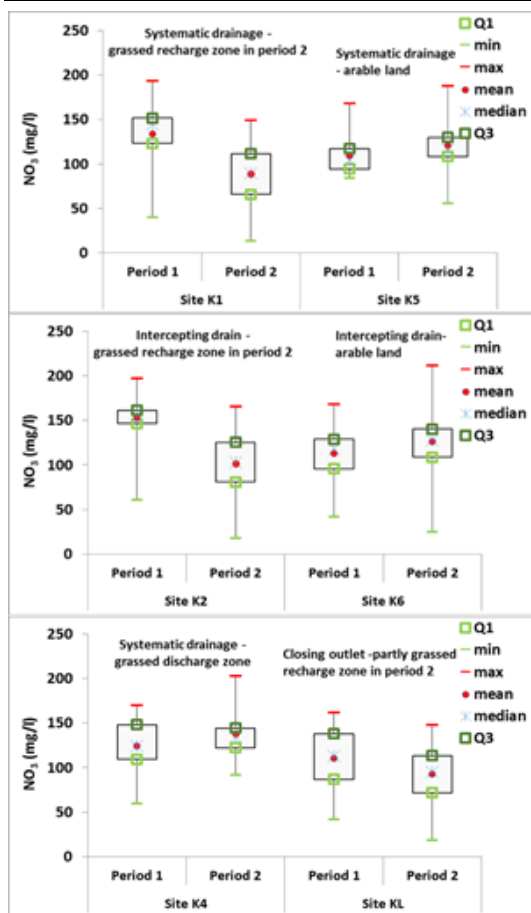 Systematic drainage -
grassed recharge zone in period 2
Systematic drainage
- arable land
Q1
min
max
mean
median
Q3
NO3 (mg/l)
250
200
150
100
50
0
Period 1 Period 2 Period 1 Period 2
Site K1 Site K5
Intercepting drain -
grassed recharge zone in period 2
Intercepting drain-
arable land
Q1
min
max
mean
median
Q3
NO3 (mg/l)
250
200
150
100
50
0
Period 1 Period 2 Period 1 Period 2
Site K2 Site K6
Systematic drainage -
grassed discharge zone
Closing outlet -partly grassed
recharge zone in period 2
Q1
min
max
mean
median
Q3
NO3 (mg/l)
250
200
150
100
50
0
Period 1 Period 2 Period 1 Period 2
Site K4 Site KL